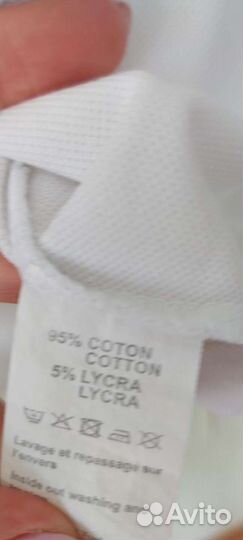 95% COTON
COTTON
5% LYCRA
LYCRA
Lavage et repassage sur
l'envers
Inside out washing and
Avito